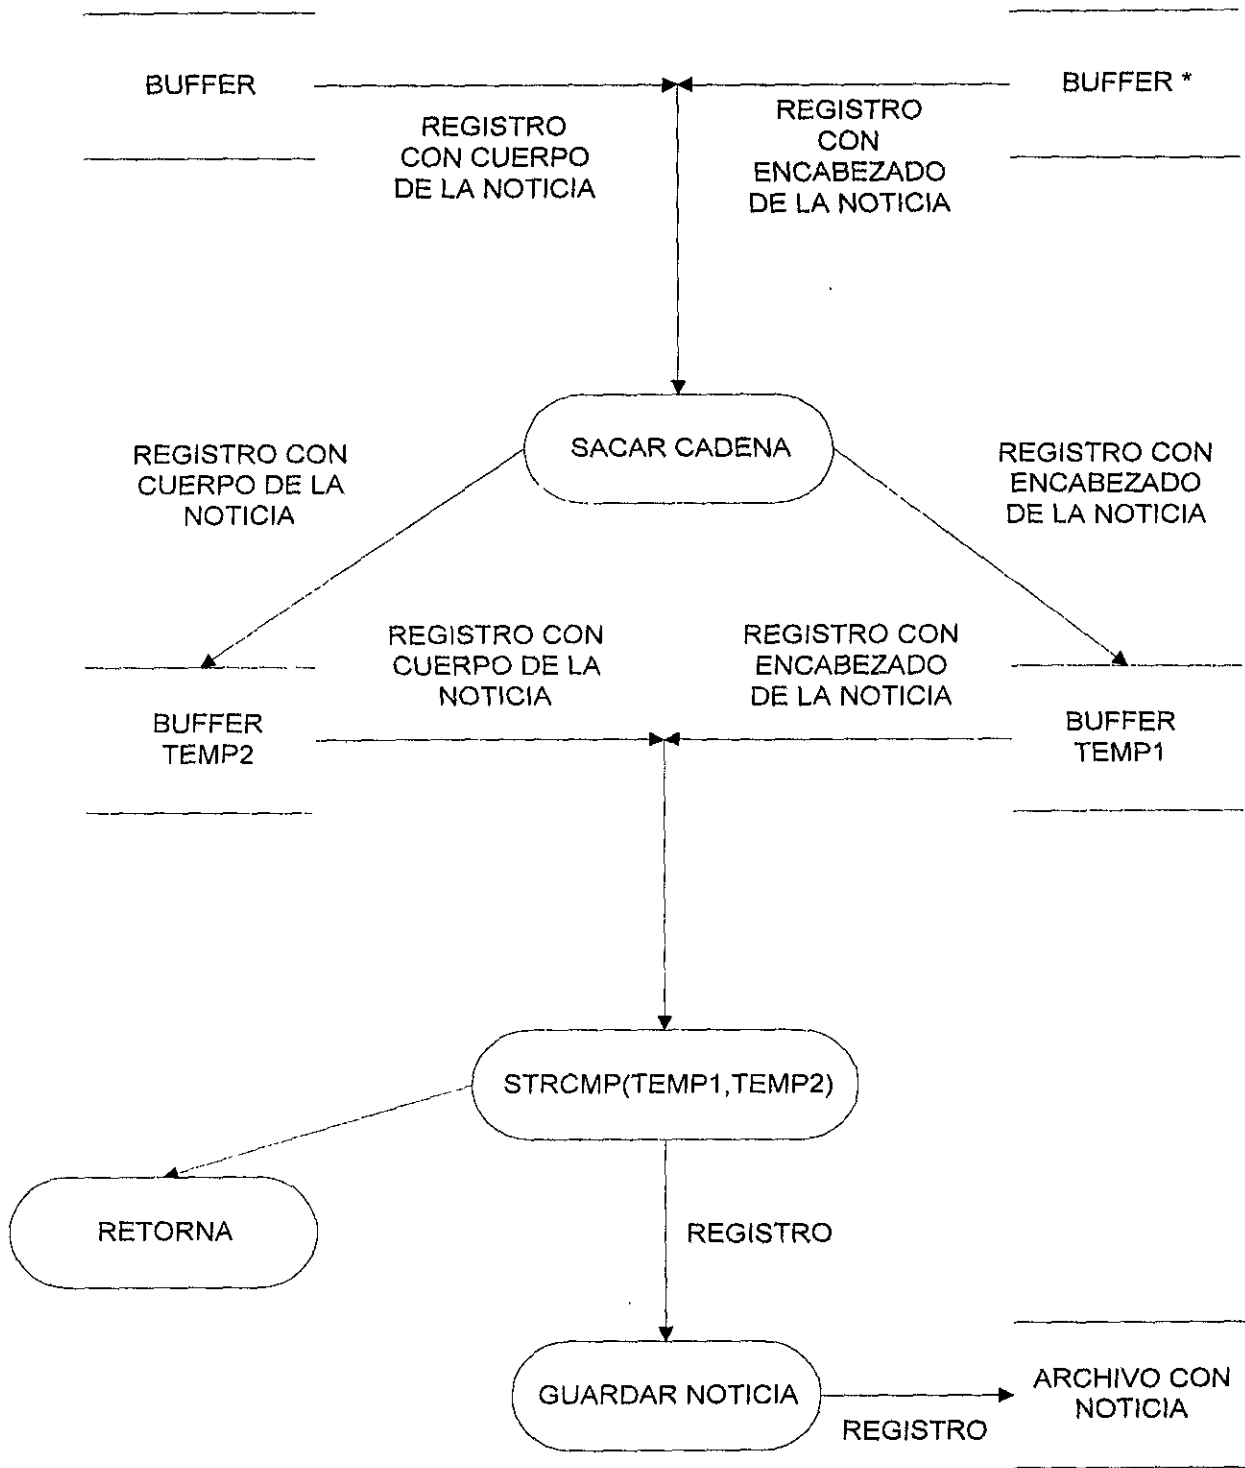 BUFFER
BUFFER *
REGISTRO
CON CUERPO
DE LA NOTICIA
REGISTRO
CON
ENCABEZADO
DE LA NOTICIA
SACAR CADENA
REGISTRO CON
CUERPO DE LA
NOTICIA
REGISTRO CON
ENCABEZADO
DE LA NOTICIA
REGISTRO CON
CUERPO DE LA
NOTICIA
REGISTRO CON
ENCABEZADO
DE LA NOTICIA
BUFFER
TEMP2
BUFFER
TEMP1
STRCMP(TEMP1,TEMP2)
RETORNA
REGISTRO
GUARDAR NOTICIA
REGISTRO
ARCHIVO CON
NOTICIA